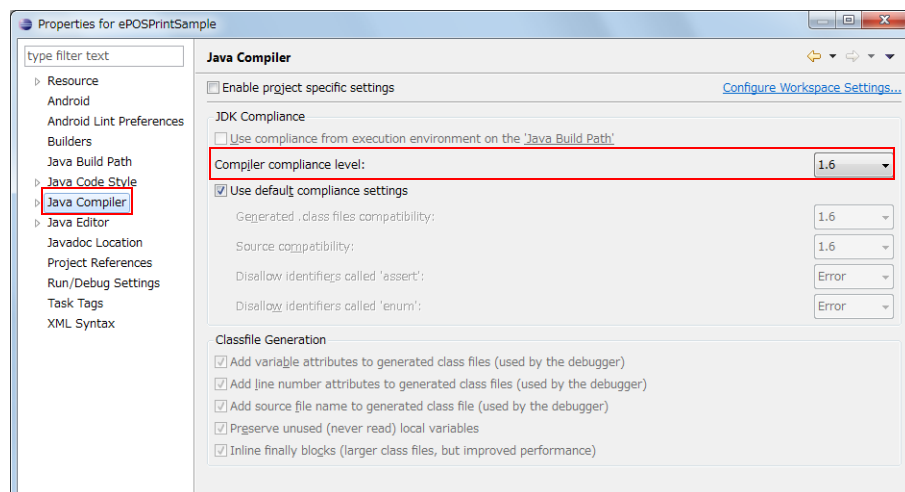 Properties for ePOSPrintSample
type filter text
Resource
Android
Android Lint Preferences
Builders
Java Build Path
Java Code Style
Java Compiler
Java Editor
Javadoc Location
Project References
Run/Debug Settings
Task Tags
XML Syntax
Java Compiler
Enable project specific settings
Configure Workspace Settings...
JDK Compliance
Use compliance from execution environment on the 'Java Build Path'
Compiler compliance level: 1.6
Use default compliance settings
Generated .class files compatibility: 1.6
Source compatibility: 1.6
Disallow identifiers called 'assert': Error
Disallow identifiers called 'enum': Error
Classfile Generation
Add variable attributes to generated class files (used by the debugger)
Add line number attributes to generated class files (used by the debugger)
Add source file name to generated class file (used by the debugger)
Preserve unused (never read) local variables
Inline finally blocks (larger class files, but improved performance)